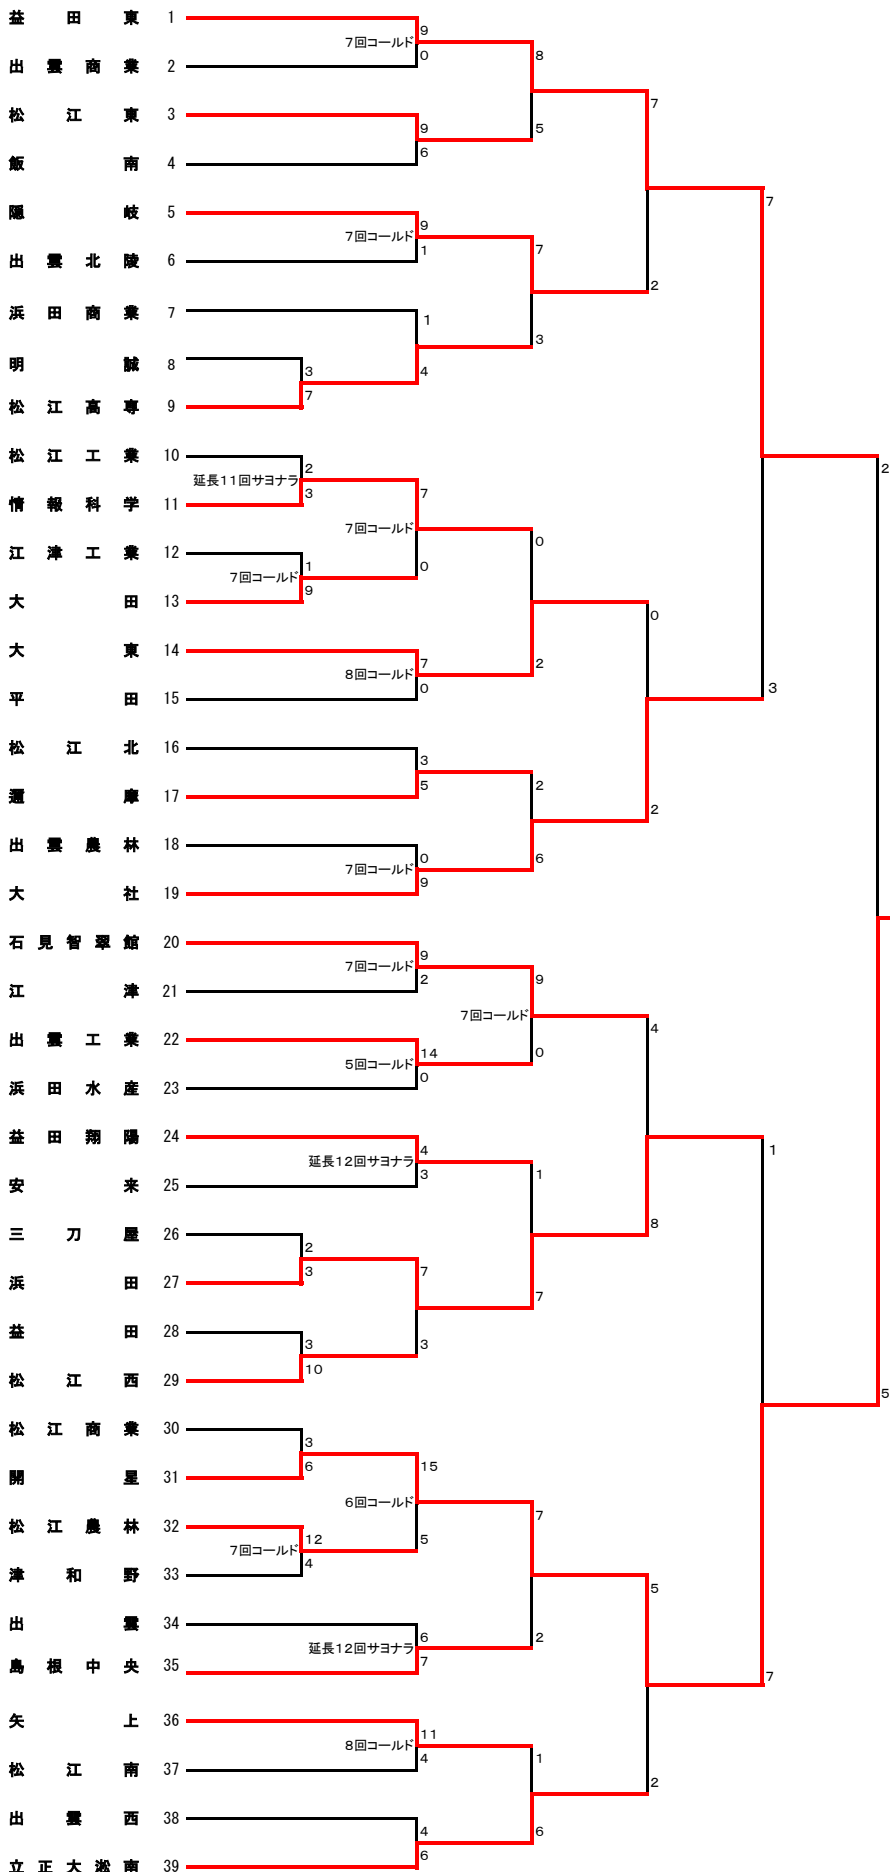 益田東 1
9
7回コールド
0
8
出雲商業 2
7
松江東 3
9
5
6
飯南 4
7
隠岐 5
9
7回コールド
1
7
出雲北陵 6
2
浜田商業 7
1
3
明誠 8
3
4
7
松江高専 9
松江工業 10
2
2
延長11回サヨナラ
3
7
情報科学 11
7回コールド
0
江津工業 12
1
0
7回コールド
9
大田 13
0
大東 14
7
2
8回コールド
0
3
平田 15
松江北 16
3
5
2
遭摩 17
2
出雲農林 18
0
6
7回コールド
9
大社 19
石見智翠館 20
9
7回コールド
2
9
江津 21
7回コールド
4
出雲工業 22
14
0
5回コールド
0
浜田水産 23
益田翔陽 24
4
1
延長12回サヨナラ
3
1
安来 25
三刀屋 26
2
8
3
7
浜田 27
7
益田 28
3
3
10
松江西 29
5
松江商業 30
3
6
15
開星 31
6回コールド
7
松江農林 32
12
5
7回コールド
4
津和野 33
5
出雲 34
6
2
延長12回サヨナラ
7
島根中央 35
7
矢上 36
11
8回コールド
4
1
松江南 37
2
出雲西 38
4
6
6
立正大淞南 39